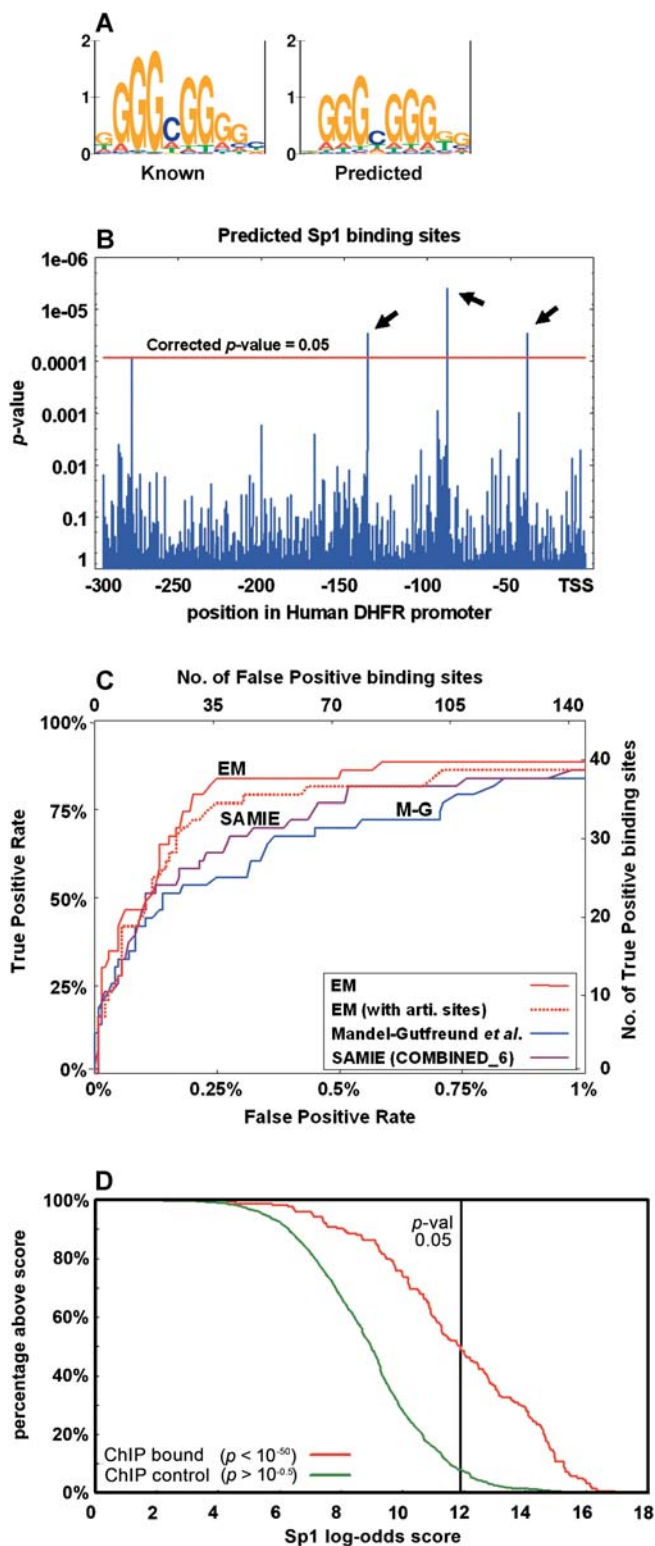 A
2
1
0
GGGGCGGGGC
Known
2
1
0
GGGCGGGGG
Predicted
B
Predicted Sp1 binding sites
1e-06
1e-05
0.0001
0.001
0.01
0.1
1
p-value
Corrected p-value = 0.05
-300 -250 -200 -150 -100 -50 TSS
position in Human DHFR promoter
C
No. of False Positive binding sites
0 35 70 105 140
100%
75%
50%
25%
0%
True Positive Rate
40
30
20
10
0
No. of True Positive binding sites
EM
SAMIE
M-G
EM
EM (with arti. sites)
Mandel-Gutfreund et al.
SAMIE (COMBINED_6)
0% 0.25% 0.5% 0.75% 1%
False Positive Rate
D
100%
80%
60%
40%
20%
0%
percentage above score
p-val
0.05
ChIP bound (p < 10-50)
ChIP control (p > 10-0.5)
0 2 4 6 8 10 12 14 16 18
Sp1 log-odds score